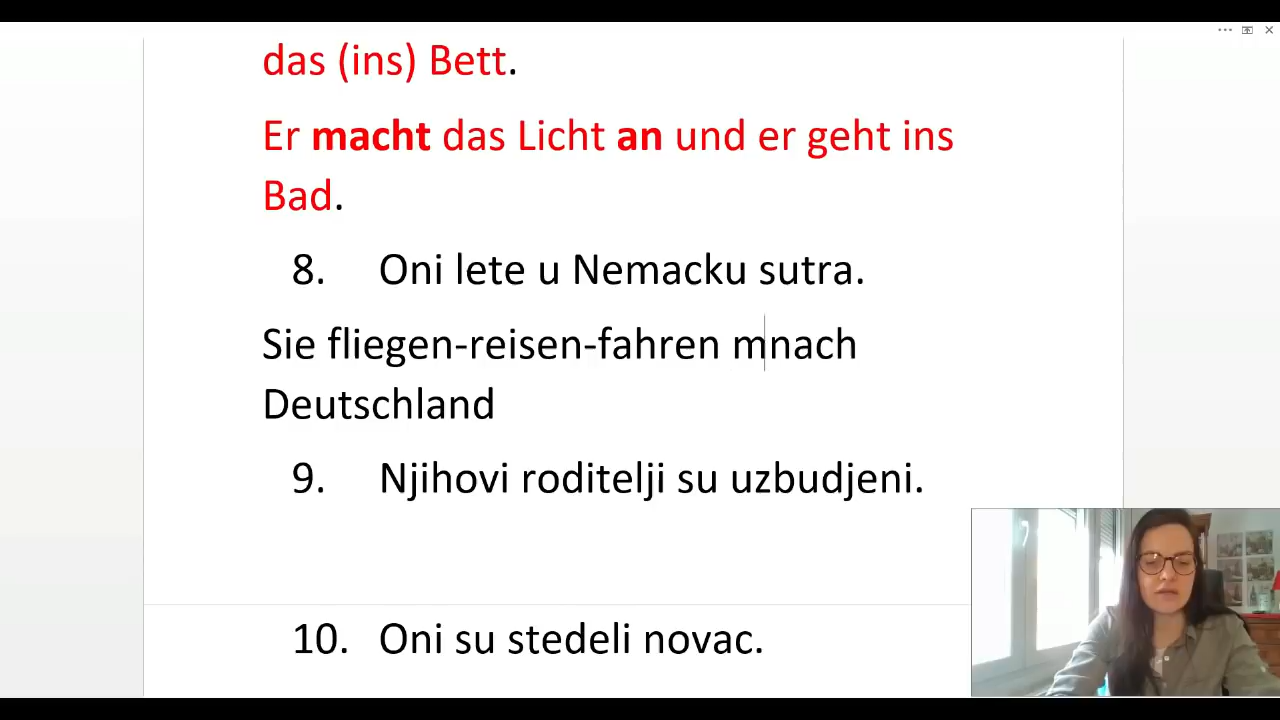 das (ins) Bett.
Er macht das Licht an und er geht ins
Bad.
8. Oni lete u Nemacku sutra.
Sie fliegen-reisen-fahren mnach
Deutschland
9. Njihovi roditelji su uzbudjeni.
10. Oni su stedeli novac.